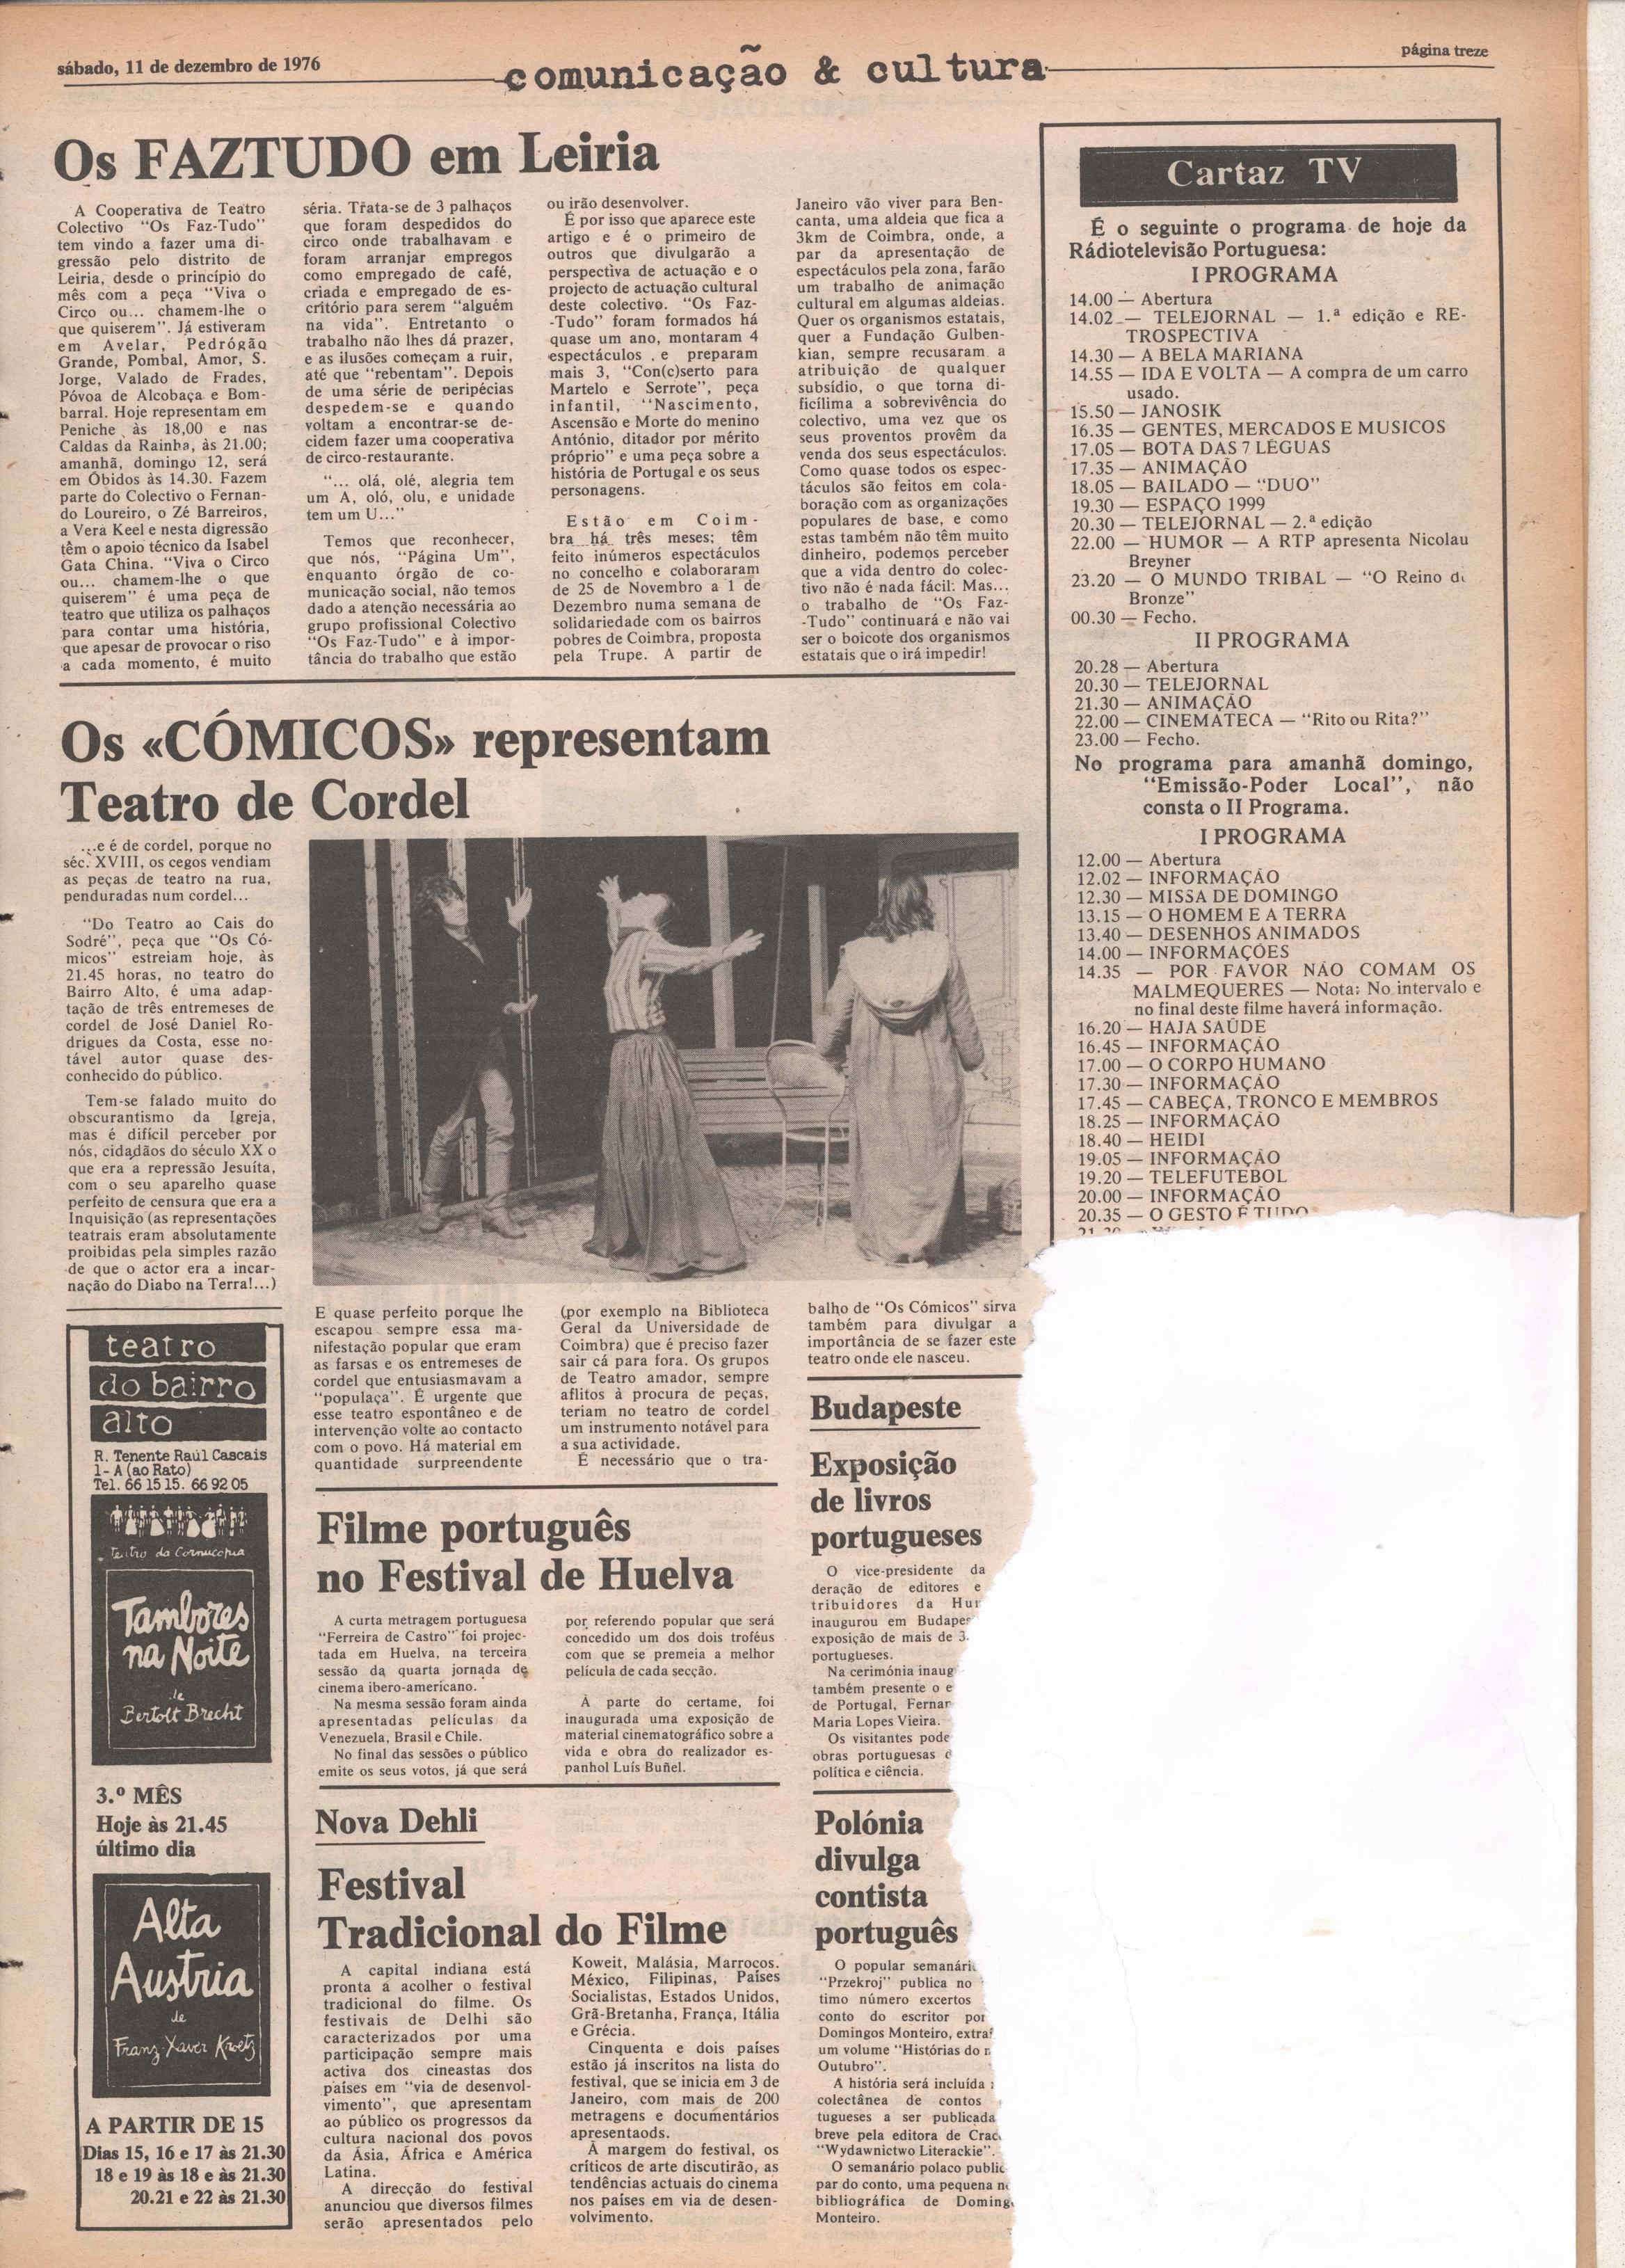 sábado, 11 de dezembro de 1976
comunicação & cultura
página treze
Os FAZTUDO em Leiria
A Cooperativa de Teatro
Colectivo "Os Faz-Tudo"
tem vindo a fazer uma di-
gressão pelo distrito de
Leiria, desde o princípio do
mês com a peça "Viva o
Circo ou... chamem-lhe o
que quiserem". Já estiveram
em Avelar, Pedrógão
Grande, Pombal, Amor, S.
Jorge, Valado de Frades,
Póvoa de Alcobaça e Bom-
barral. Hoje representam em
Peniche às 18,00 e nas
Caldas da Rainha, às 21.00;
amanhã, domingo 12, será
em Óbidos às 14.30. Fazem
parte do Colectivo o Fernan-
do Loureiro, o Zé Barreiros,
a Vera Keel e nesta digressão
têm o apoio técnico da Isabel
Gata China. "Viva o Circo
ou... chamem-lhe o que
quiserem" é uma peça de
teatro que utiliza os palhaços
para contar uma história,
que apesar de provocar o riso
a cada momento, é muito
séria. Trata-se de 3 palhaços
que foram despedidos do
circo onde trabalhavam e
foram arranjar empregos
como empregado de café,
criada e empregado de es-
critório para serem "alguém
na vida". Entretanto o
trabalho não lhes dá prazer,
e as ilusões começam a ruir,
até que "rebentam". Depois
de uma série de peripécias
despedem-se e quando
voltam a encontrar-se de-
cidem fazer uma cooperativa
de circo-restaurante.
"... olá, olé, alegria tem
um A, oló, olu, e unidade
tem um U..."
Temos que reconhecer,
que nós, "Página Um",
enquanto órgão de co-
municação social, não temos
dado a atenção necessária ao
grupo profissional Colectivo
"Os Faz-Tudo" e à impor-
tância do trabalho que estão
ou irão desenvolver.
É por isso que aparece este
artigo e é o primeiro de
outros que divulgarão a
perspectiva de actuação e o
projecto de actuação cultural
deste colectivo. "Os Faz-
-Tudo" foram formados há
quase um ano, montaram 4
espectáculos e preparam
mais 3, "Con(c)serto para
Martelo e Serrote", peça
infantil, "Nascimento,
Ascensão e Morte do menino
António, ditador por mérito
próprio" e uma peça sobre a
história de Portugal e os seus
personagens.
Estão em Coim-
bra há três meses; têm
feito inúmeros espectáculos
no concelho e colaboraram
de 25 de Novembro a 1 de
Dezembro numa semana de
solidariedade com os bairros
pobres de Coimbra, proposta
pela Trupe. A partir de
Janeiro vão viver para Ben-
canta, uma aldeia que fica a
3km de Coimbra, onde, a
par da apresentação de
espectáculos pela zona, farão
um trabalho de animação
cultural em algumas aldeias.
Quer os organismos estatais,
quer a Fundação Gulben-
kian, sempre recusaram a
atribuição de qualquer
subsídio, o que torna di-
ficílima a sobrevivência do
colectivo, uma vez que os
seus proventos provêm da
venda dos seus espectáculos.
Como quase todos os espec-
táculos são feitos em cola-
boração com as organizações
populares de base, e como
estas também não têm muito
dinheiro, podemos perceber
que a vida dentro do colec-
tivo não é nada fácil. Mas...
o trabalho de "Os Faz-
-Tudo" continuará e não vai
ser o boicote dos organismos
estatais que o irá impedir!
Cartaz TV
É o seguinte o programa de hoje da
Rádiotelevisão Portuguesa:
I PROGRAMA
14.00 — Abertura
14.02 — TELEJORNAL — 1.ª edição e RE-
TROSPECTIVA
14.30 — A BELA MARIANA
14.55 — IDA E VOLTA — A compra de um carro
usado.
15.50 — JANOSIK
16.35 — GENTES, MERCADOS E MUSICOS
17.05 — BOTA DAS 7 LÉGUAS
17.35 — ANIMAÇÃO
18.05 — BAILADO — "DUO"
19.30 — ESPAÇO 1999
20.30 — TELEJORNAL — 2.ª edição
22.00 — HUMOR — A RTP apresenta Nicolau
Breyner
23.20 — O MUNDO TRIBAL — "O Reino de
Bronze"
00.30 — Fecho.
II PROGRAMA
20.28 — Abertura
20.30 — TELEJORNAL
21.30 — ANIMAÇÃO
22.00 — CINEMATECA — "Rito ou Rita?"
23.00 — Fecho.
No programa para amanhã domingo,
"Emissão-Poder Local", não
consta o II Programa.
I PROGRAMA
12.00 — Abertura
12.02 — INFORMAÇÃO
12.30 — MISSA DE DOMINGO
13.15 — O HOMEM E A TERRA
13.40 — DESENHOS ANIMADOS
14.00 — INFORMAÇÕES
14.35 — POR FAVOR NÃO COMAM OS
MALMEQUERES — Nota: No intervalo e
no final deste filme haverá informação.
16.20 — HAJA SAÚDE
16.45 — INFORMAÇÃO
17.00 — O CORPO HUMANO
17.30 — INFORMAÇÃO
17.45 — CABEÇA, TRONCO E MEMBROS
18.25 — INFORMAÇÃO
18.40 — HEIDI
19.05 — INFORMAÇÃO
19.20 — TELEFUTEBOL
20.00 — INFORMAÇÃO
20.35 — O GESTO É TUDO
Os «CÓMICOS» representam
Teatro de Cordel
...e é de cordel, porque no
séc. XVIII, os cegos vendiam
as peças de teatro na rua,
penduradas num cordel...
"Do Teatro ao Cais do
Sodré", peça que "Os Có-
micos" estreiam hoje, às
21.45 horas, no teatro do
Bairro Alto, é uma adap-
tação de três entremeses de
cordel de José Daniel Ro-
drigues da Costa, esse no-
tável autor quase des-
conhecido do público.
Tem-se falado muito do
obscurantismo da Igreja,
mas é difícil perceber por
nós, cidadãos do século XX o
que era a repressão Jesuíta,
com o seu aparelho quase
perfeito de censura que era a
Inquisição (as representações
teatrais eram absolutamente
proibidas pela simples razão
de que o actor era a incar-
nação do Diabo na Terra!...)
E quase perfeito porque lhe
escapou sempre essa ma-
nifestação popular que eram
as farsas e os entremeses de
cordel que entusiasmavam a
"populaça". É urgente que
esse teatro espontâneo e de
intervenção volte ao contacto
com o povo. Há material em
quantidade surpreendente
(por exemplo na Biblioteca
Geral da Universidade de
Coimbra) que é preciso fazer
sair cá para fora. Os grupos
de Teatro amador, sempre
aflitos à procura de peças,
teriam no teatro de cordel
um instrumento notável para
a sua actividade.
É necessário que o tra-
balho de "Os Cómicos" sirva
também para divulgar a
importância de se fazer este
teatro onde ele nasceu.
teatro
do bairro
alto
R. Tenente Raúl Cascais
1-A (ao Rato)
Tel. 66 15 15. 66 92 05
Teatro da Cornucópia
Tambores
na Noite
de
Bertolt Brecht
3.º MÊS
Hoje às 21.45
último dia
Alta
Austria
de
Franz-Xaver Kroetz
A PARTIR DE 15
Dias 15, 16 e 17 às 21.30
18 e 19 às 18 e às 21.30
20.21 e 22 às 21.30
Filme português
no Festival de Huelva
A curta metragem portuguesa
"Ferreira de Castro" foi projec-
tada em Huelva, na terceira
sessão da quarta jornada de
cinema ibero-americano.
Na mesma sessão foram ainda
apresentadas películas da
Venezuela, Brasil e Chile.
No final das sessões o público
emite os seus votos, já que será
por referendo popular que será
concedido um dos dois troféus
com que se premeia a melhor
película de cada secção.
À parte do certame, foi
inaugurada uma exposição de
material cinematográfico sobre a
vida e obra do realizador es-
panhol Luís Buñel.
Nova Dehli
Festival
Tradicional do Filme
A capital indiana está
pronta a acolher o festival
tradicional do filme. Os
festivais de Delhi são
caracterizados por uma
participação sempre mais
activa dos cineastas dos
países em "via de desenvol-
vimento", que apresentam
ao público os progressos da
cultura nacional dos povos
da Ásia, África e América
Latina.
A direcção do festival
anunciou que diversos filmes
serão apresentados pelo
Koweit, Malásia, Marrocos.
México, Filipinas, Países
Socialistas, Estados Unidos,
Grã-Bretanha, França, Itália
e Grécia.
Cinquenta e dois países
estão já inscritos na lista do
festival, que se inicia em 3 de
Janeiro, com mais de 200
metragens e documentários
apresentaods.
À margem do festival, os
críticos de arte discutirão, as
tendências actuais do cinema
nos países em via de desen-
volvimento.
Budapeste
Exposição
de livros
portugueses
O vice-presidente da
deração de editores e
tribuidores da
inaugurou em
exposição de mais de 3.
portugueses.
Na cerimónia
também presente o
de Portugal,
Maria Lopes Vieira.
Os visitantes
obras portuguesas
política e ciência.
Polónia
divulga
contista
português
O popular
"Przekroj" publica no
timo número excertos
conto do escritor
Domingos Monteiro,
um volume "Histórias do
Outubro".
A história será incluída
colectânea de contos
tugueses a ser publicada
breve pela editora de
"Wydawnictwo Literackie".
O semanário polaco
par do conto, uma pequena
bibliográfica de
Monteiro.